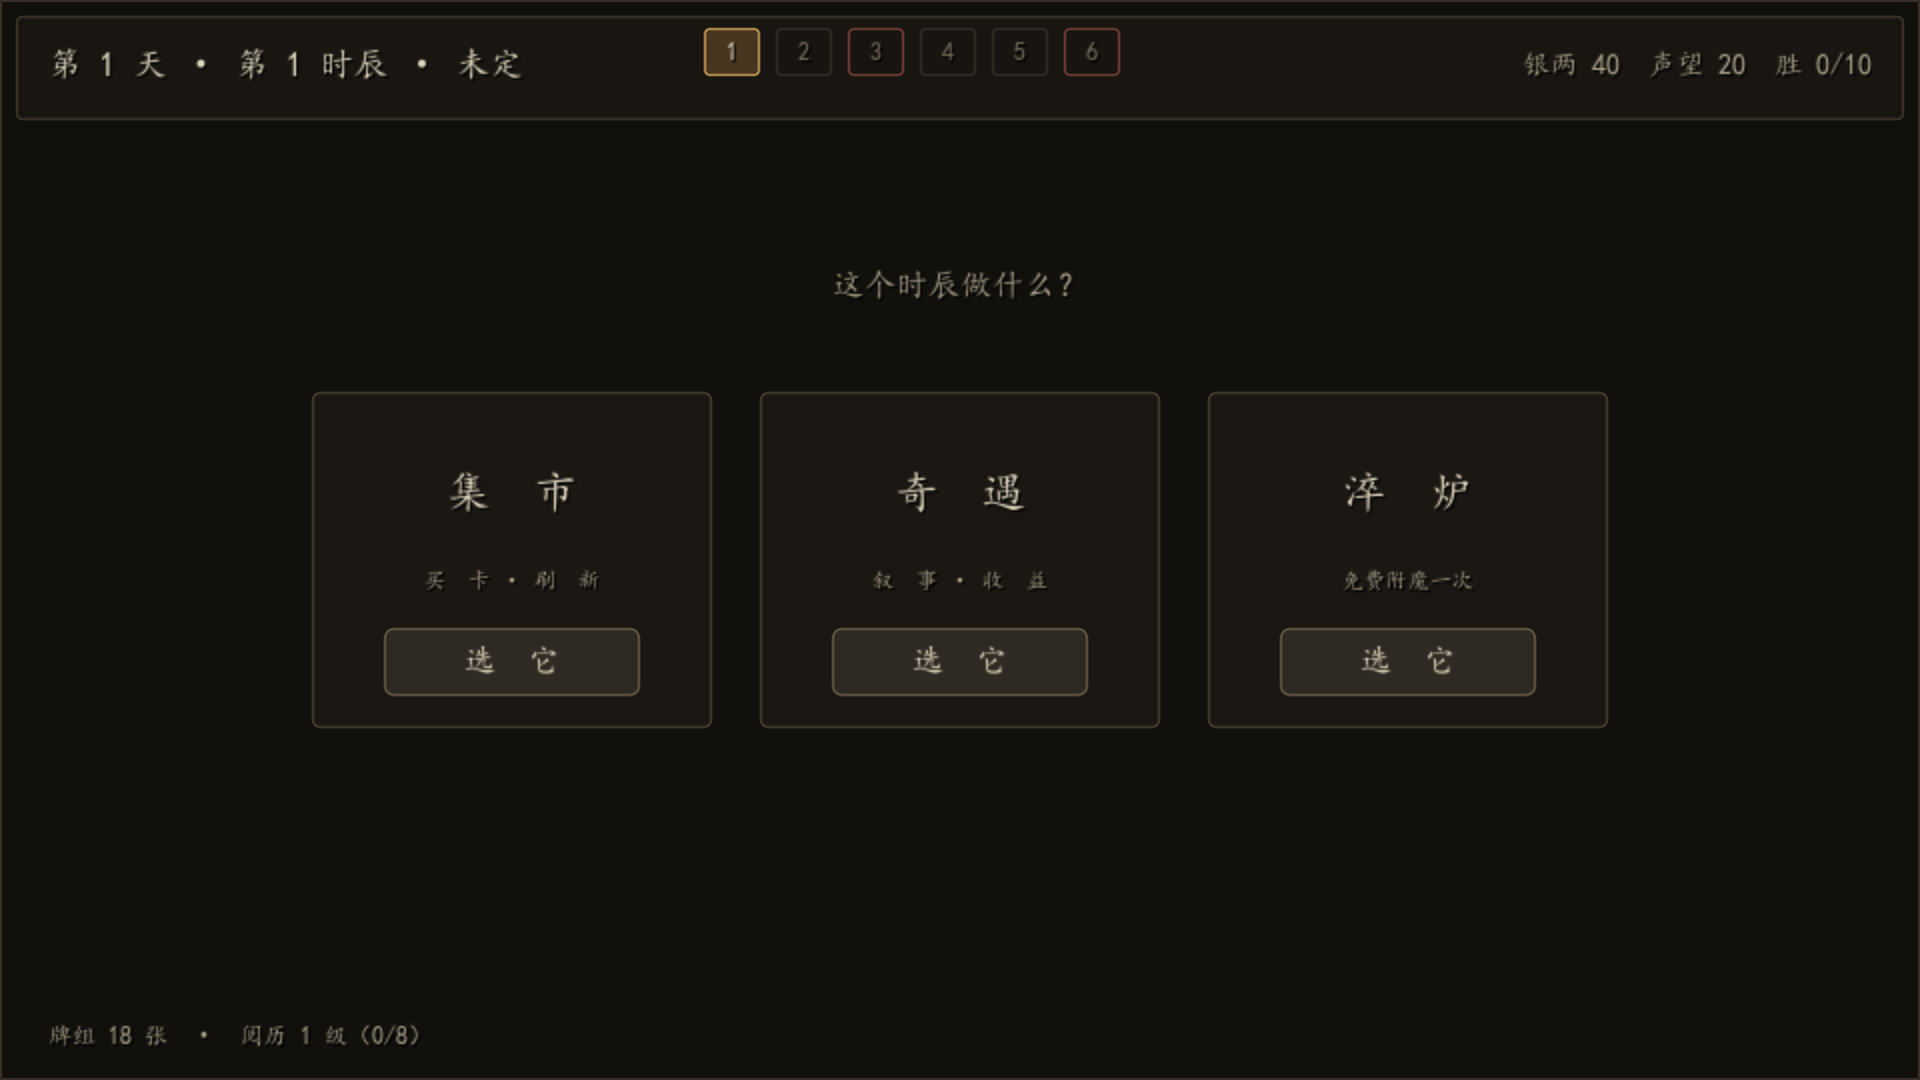 第 1 天 • 第 1 时辰 • 未定
1 2 3 4 5 6
银两 40 声望 20 胜 0/10
这个时辰做什么?
集 市
买 卡 • 刷 新
选 它
奇 遇
叙 事 • 收 益
选 它
淬 炉
免费附魔一次
选 它
牌组 18 张 • 阅历 1 级 (0/8)